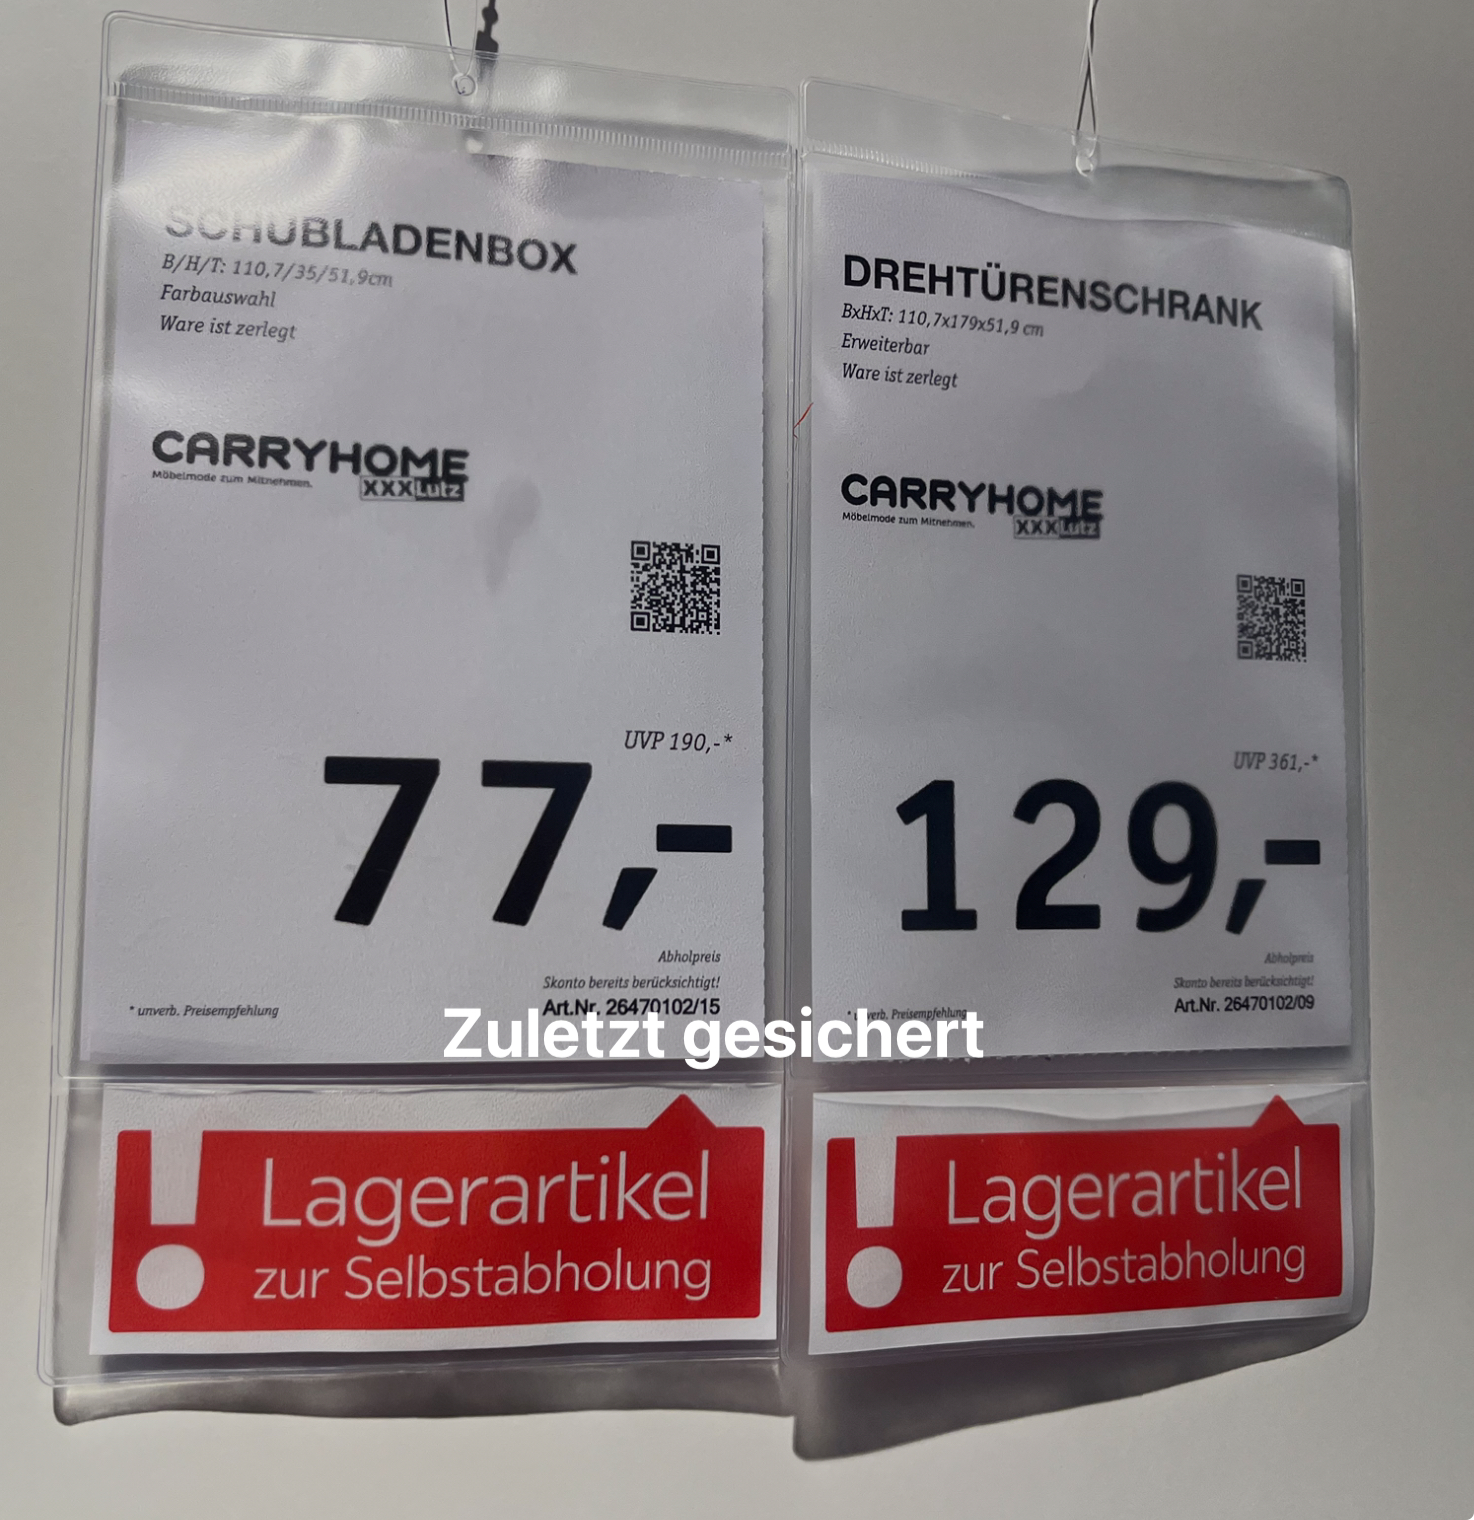 SCHUBLADENBOX
B/H/T: 110,7/35/51,9cm
Farbauswahl
Ware ist zerlegt
CARRYHOME
Möbelmode zum Mitnehmen.
XXXLutz
UVP 190,-*
77,-
Abholpreis
Skonto bereits berücksichtigt!
* unverb. Preisempfehlung
Art.Nr. 26470102/15
! Lagerartikel
zur Selbstabholung
DREHTÜRENSCHRANK
BxHxT: 110,7x179x51,9 cm
Erweiterbar
Ware ist zerlegt
CARRYHOME
Möbelmode zum Mitnehmen.
XXXLutz
UVP 361,-*
129,-
Abholpreis
Skonto bereits berücksichtigt!
* unverb. Preisempfehlung
Art.Nr. 26470102/09
! Lagerartikel
zur Selbstabholung
Zuletzt gesichert